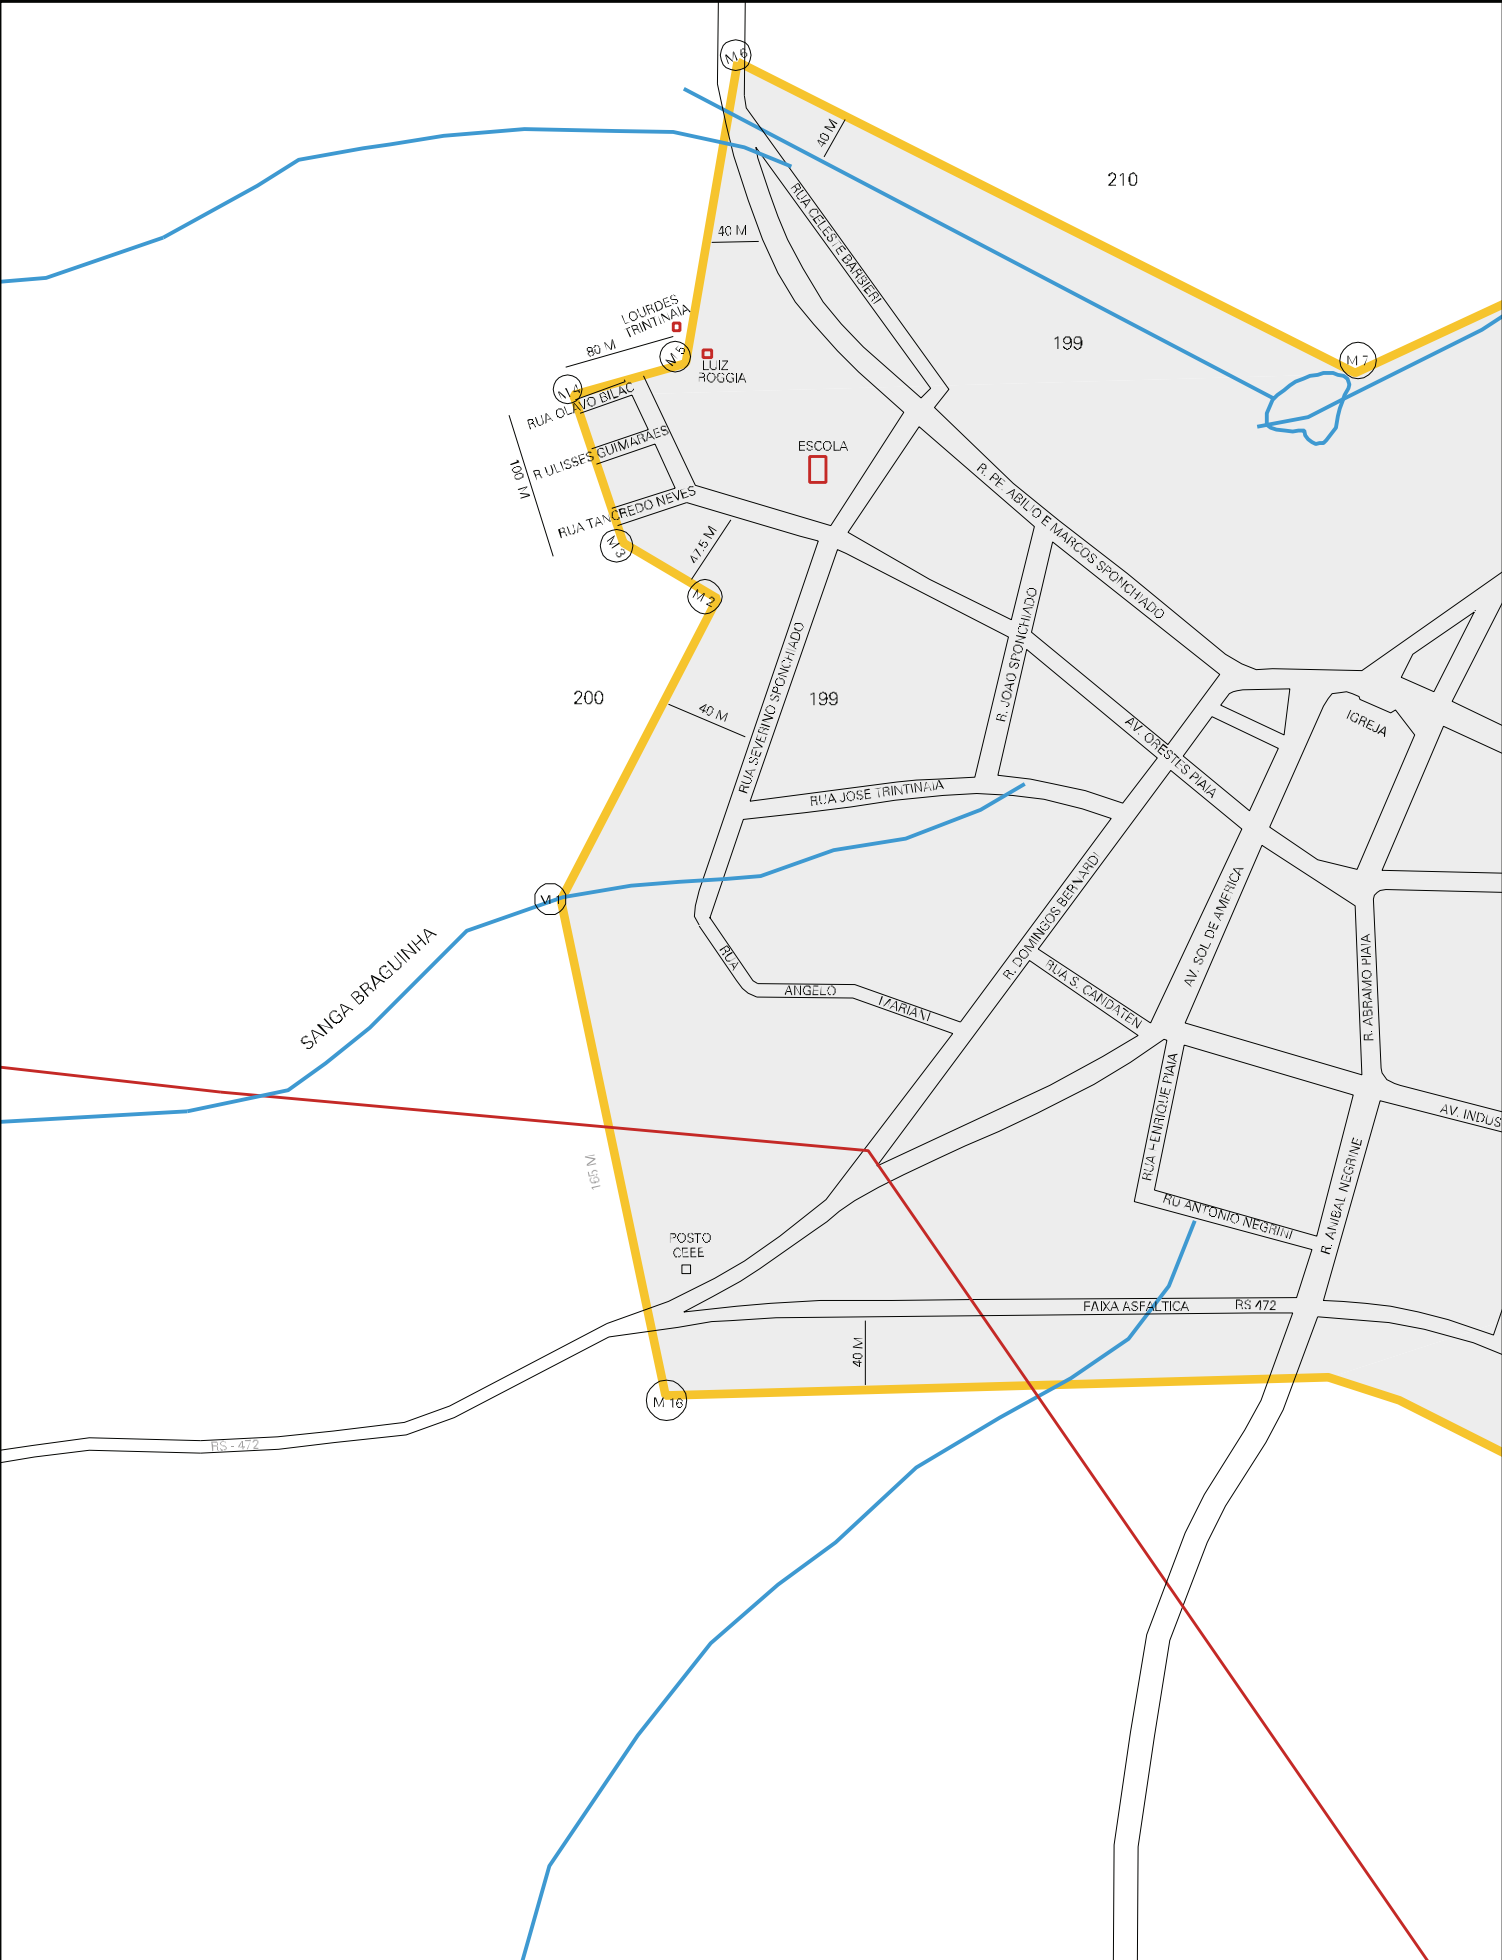 M 6
40 M
210
RUA CELESTE BARBIERI
40 M
LOURDES
TRINTINAIA
199
80 M
M 5
LUIZ
ROGGIA
M 7
M 4
RUA OLAVO BILAC
R ULISSES GUIMARAES
ESCOLA
100 M
R. PE. ABILIO E MARCOS SPONCHIADO
RUA TANCREDO NEVES
M 3
47.5 M
M 2
R. JOAO SPONCHIADO
RUA SEVERINO SPONCHIADO
200
199
40 M
IGREJA
AV. ORESTES PIAIA
RUA JOSE TRINTINAIA
M 1
R. DOMINGOS BERNARDI
AV. SOL DE AMERICA
SANGA BRAGUINHA
RUA
ANGELO
MARIANI
RUA S. CANDATEN
R. ABRAMO PIAIA
RUA HENRIQUE PIAIA
AV. INDUS
165 M
R. ANIBAL NEGRINE
RU ANTONIO NEGRINI
POSTO
CEEE
FAIXA ASFALTICA
RS 472
40 M
M 16
RS - 472